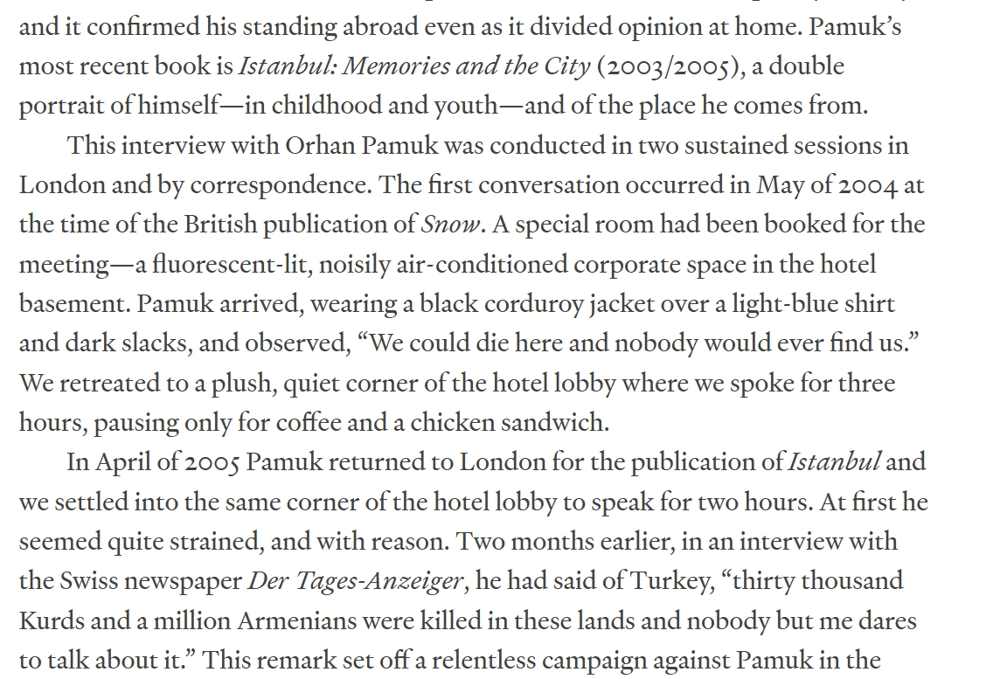 and it confirmed his standing abroad even as it divided opinion at home. Pamuk’s
most recent book is Istanbul: Memories and the City (2003/2005), a double
portrait of himself—in childhood and youth—and of the place he comes from.
This interview with Orhan Pamuk was conducted in two sustained sessions in
London and by correspondence. The first conversation occurred in May of 2004 at
the time of the British publication of Snow. A special room had been booked for the
meeting—a fluorescent-lit, noisily air-conditioned corporate space in the hotel
basement. Pamuk arrived, wearing a black corduroy jacket over a light-blue shirt
and dark slacks, and observed, “We could die here and nobody would ever find us.”
We retreated to a plush, quiet corner of the hotel lobby where we spoke for three
hours, pausing only for coffee and a chicken sandwich.
In April of 2005 Pamuk returned to London for the publication of Istanbul and
we settled into the same corner of the hotel lobby to speak for two hours. At first he
seemed quite strained, and with reason. Two months earlier, in an interview with
the Swiss newspaper Der Tages-Anzeiger, he had said of Turkey, “thirty thousand
Kurds and a million Armenians were killed in these lands and nobody but me dares
to talk about it.” This remark set off a relentless campaign against Pamuk in the